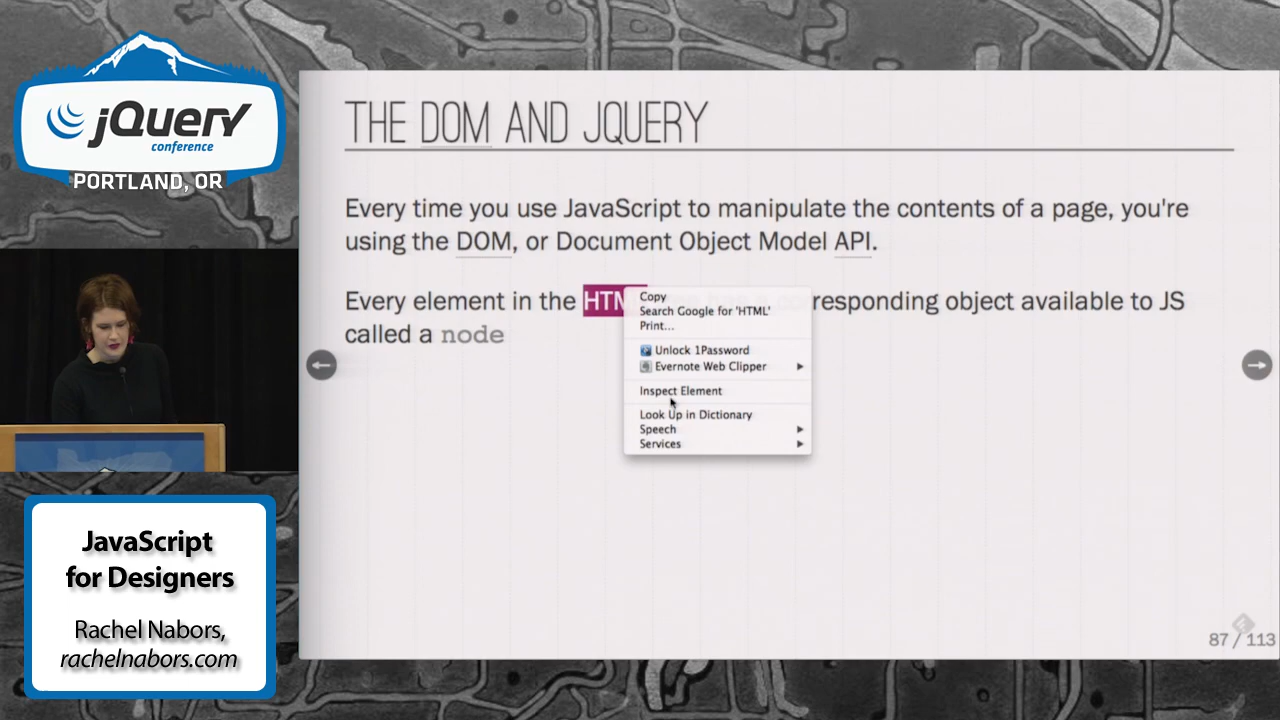 jQuery
conference
PORTLAND, OR
THE DOM AND JQUERY
Every time you use JavaScript to manipulate the contents of a page, you're
using the DOM, or Document Object Model API.
Every element in the HTM corresponding object available to JS
called a node
Copy
Search Google for 'HTML'
Print...
Unlock 1Password
Evernote Web Clipper
Inspect Element
Look Up in Dictionary
Speech
Services
87 / 113
JavaScript
for Designers
Rachel Nabors,
rachelnabors.com